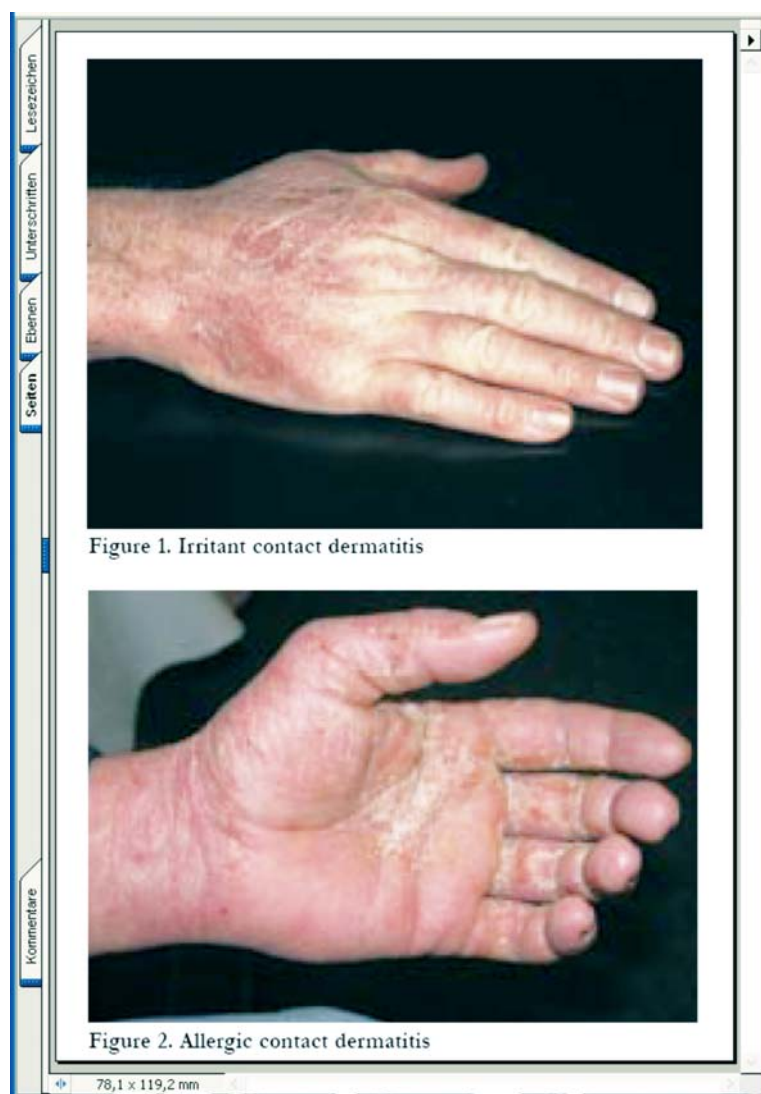 Lesezeichen
Unterschriften
Ebenen
Seiten
Kommentare
Figure 1. Irritant contact dermatitis
Figure 2. Allergic contact dermatitis
78,1 x 119,2 mm